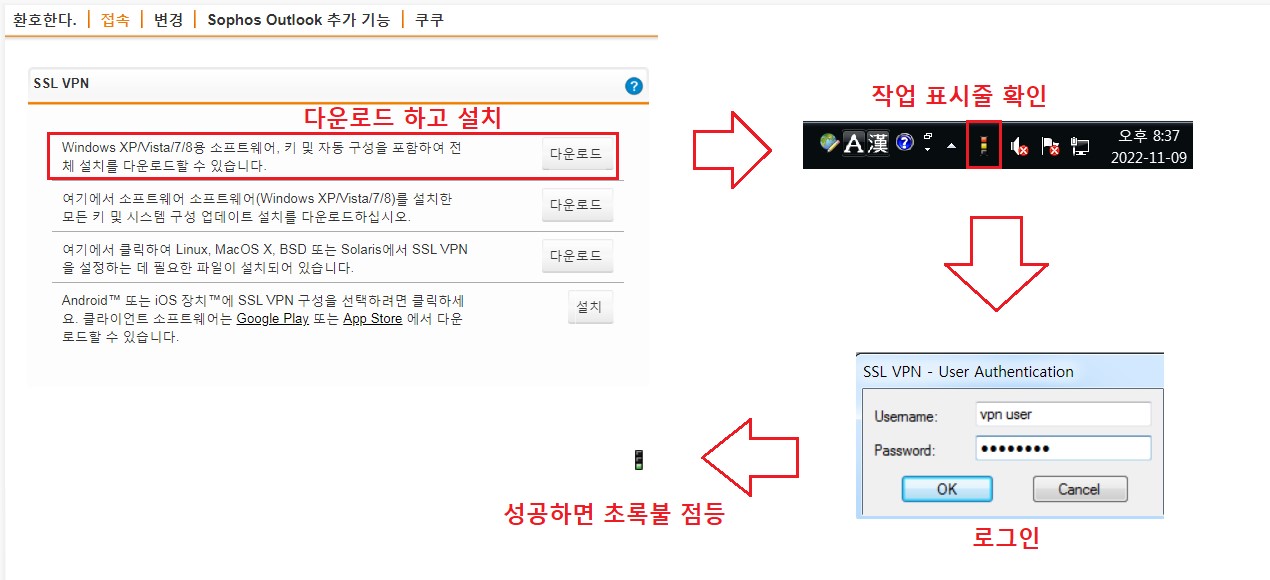 환호한다. | 접속 | 변경 | Sophos Outlook 추가 기능 | 쿠쿠
SSL VPN
?
다운로드 하고 설치
Windows XP/Vista/7/8용 소프트웨어, 키 및 자동 구성을 포함하여 전
체 설치를 다운로드할 수 있습니다.
다운로드
여기에서 소프트웨어 소프트웨어(Windows XP/Vista/7/8)를 설치한
모든 키 및 시스템 구성 업데이트 설치를 다운로드하십시오.
다운로드
여기에서 클릭하여 Linux, MacOS X, BSD 또는 Solaris에서 SSL VPN
을 설정하는 데 필요한 파일이 설치되어 있습니다.
다운로드
Android™ 또는 iOS 장치™에 SSL VPN 구성을 선택하려면 클릭하세
요. 클라이언트 소프트웨어는 Google Play 또는 App Store 에서 다운
로드할 수 있습니다.
설치
작업 표시줄 확인
A 漢 ?
오후 8:37
2022-11-09
SSL VPN - User Authentication
Username:
vpn user
Password:
●●●●●●●●
OK
Cancel
로그인
성공하면 초록불 점등